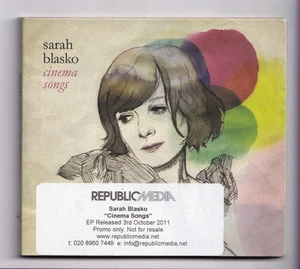 sarah
blasko
cinema
songs
REPUBLICMEDIA
Sarah Blasko
"Cinema Songs"
EP Released 3rd October 2011
Promo only. Not for resale
www.republicmedia.net
t: 020 8960 7449 e: info@republicmedia.net